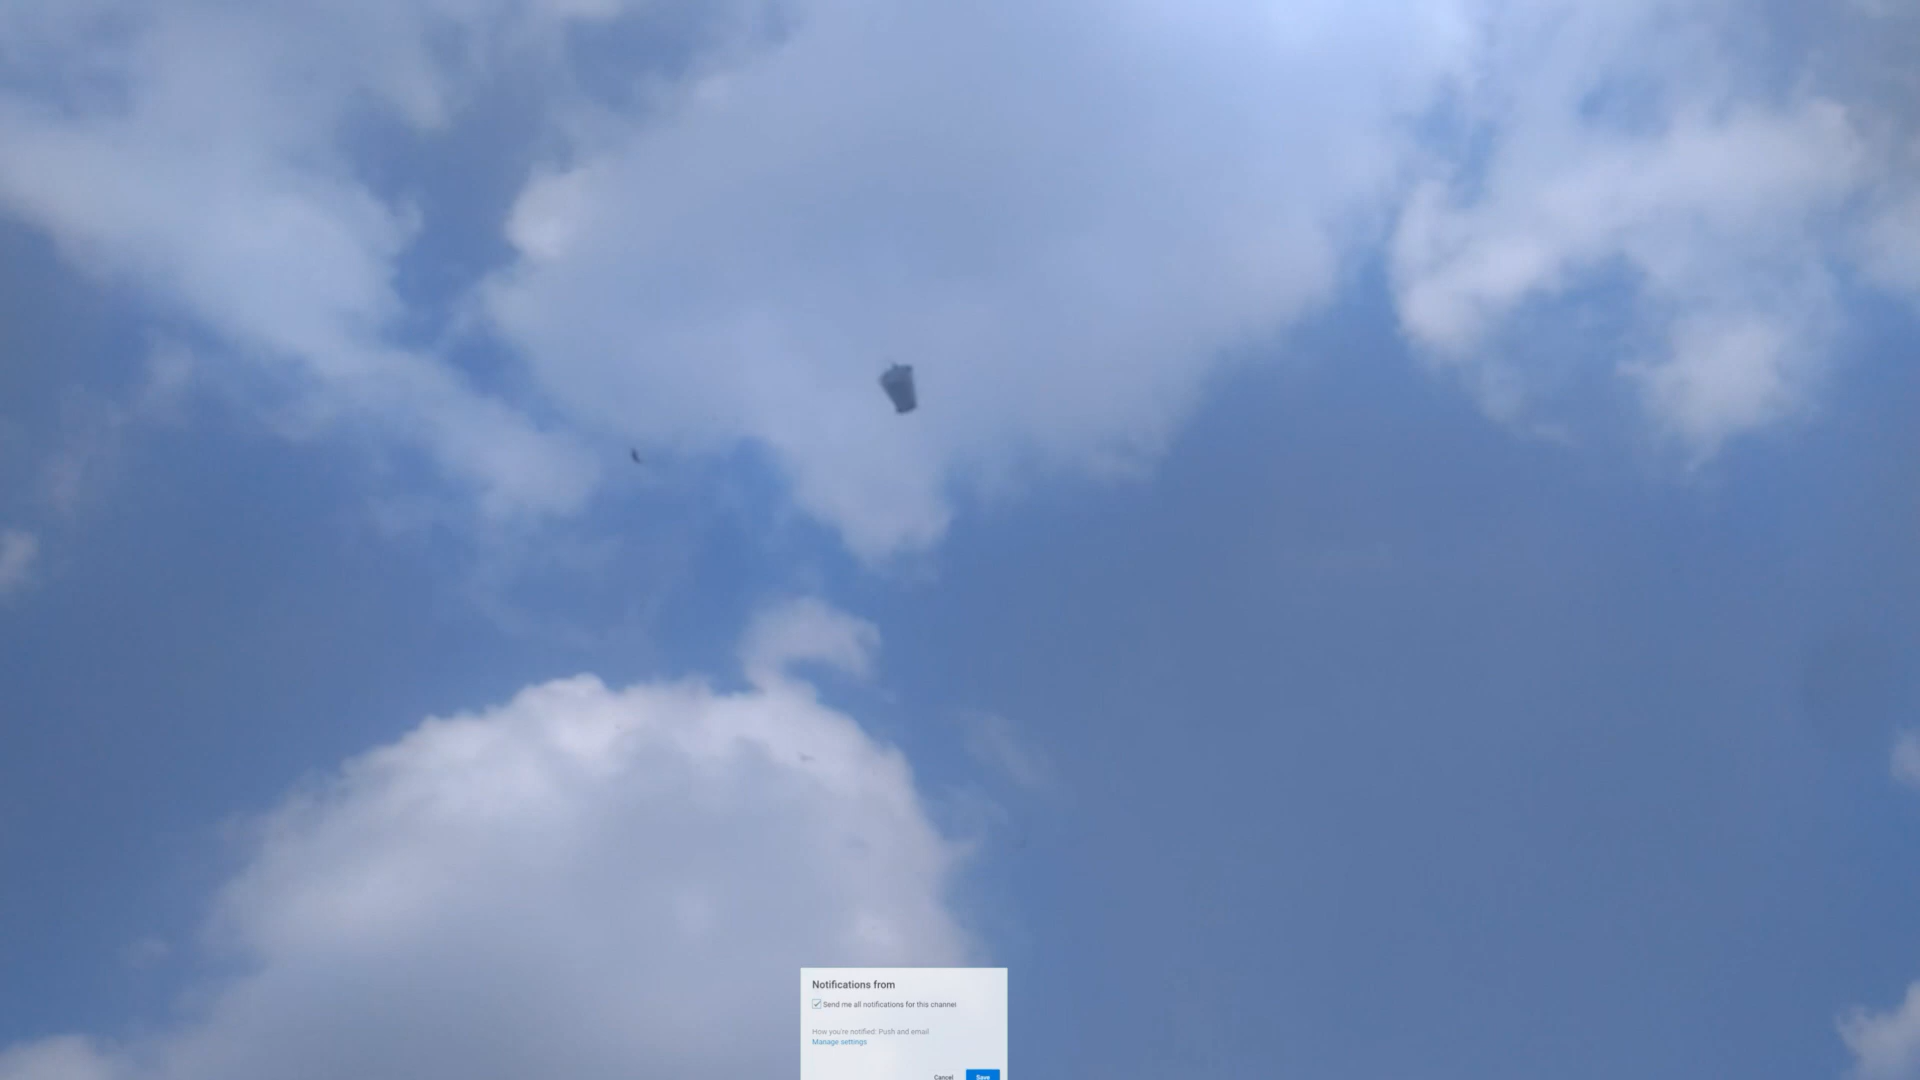 Notifications from
Send me all notifications for this channel
How you're notified: Push and email
Manage settings
Cancel
Save